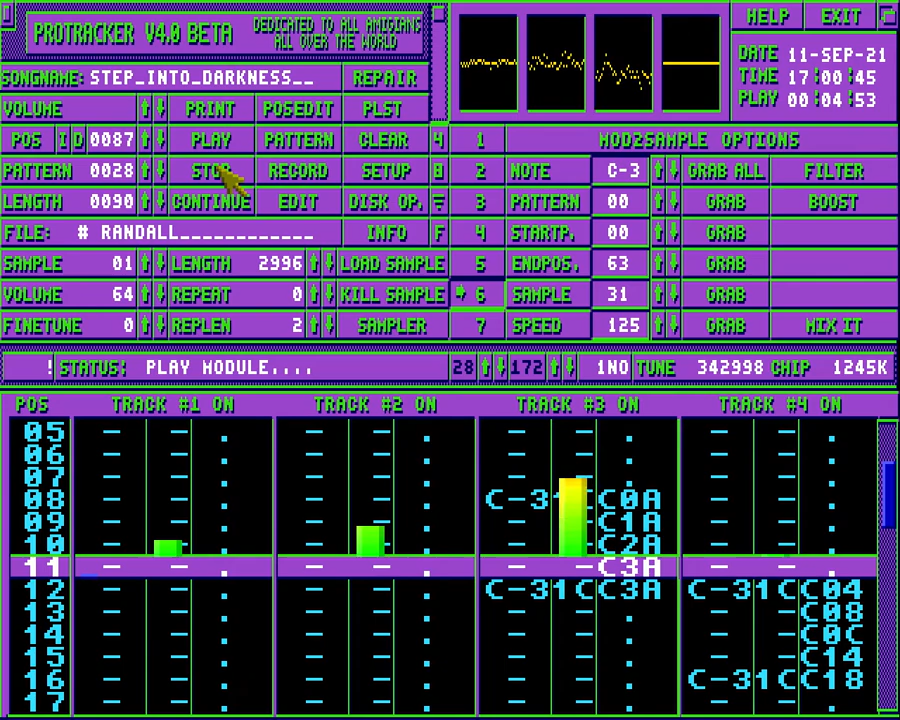 PROTRACKER V4.0 BETA DEDICATED TO ALL AMIGIANS
ALL OVER THE WORLD
HELP EXIT
DATE 11-SEP-21
TIME 17:00:45
PLAY 00:04:53
SONGNAME: STEP_INTO_DARKNESS__ REPAIR
VOLUME PRINT POSEDIT PLST
POS I D 0087 PLAY PATTERN CLEAR 4 1 MOD2SAMPLE OPTIONS
PATTERN 0028 STOP RECORD SETUP 8 2 NOTE C-3 GRAB ALL FILTER
LENGTH 0090 CONTINUE EDIT DISK OP. 3 PATTERN 00 GRAB BOOST
FILE: # RANDALL____________ INFO F 4 STARTP. 00 GRAB
SAMPLE 01 LENGTH 2996 LOAD SAMPLE 5 ENDPOS. 63 GRAB
VOLUME 64 REPEAT 0 KILL SAMPLE 6 SAMPLE 31 GRAB
FINETUNE 0 REPLEN 2 SAMPLER 7 SPEED 125 GRAB MIX IT
! STATUS: PLAY MODULE.... 28 172 1NO TUNE 342998 CHIP 1245K
POS TRACK #1 ON TRACK #2 ON TRACK #3 ON TRACK #4 ON
05 - - . - - . - - . - - .
06 - - . - - . - - . - - .
07 - - . - - . - - . - - .
08 - - . - - . C-31C C0A - - .
09 - - . - - . - C1A - - .
10 - - . - - . - C2A - - .
11 - - . - - . - - C3A - - .
12 - - . - - . C-31C C3A C-31C C04
13 - - . - - . - - . - - C08
14 - - . - - . - - . - - C0C
15 - - . - - . - - . - - C14
16 - - . - - . - - . C-31C C18
17 - - . - - . - - . - - .